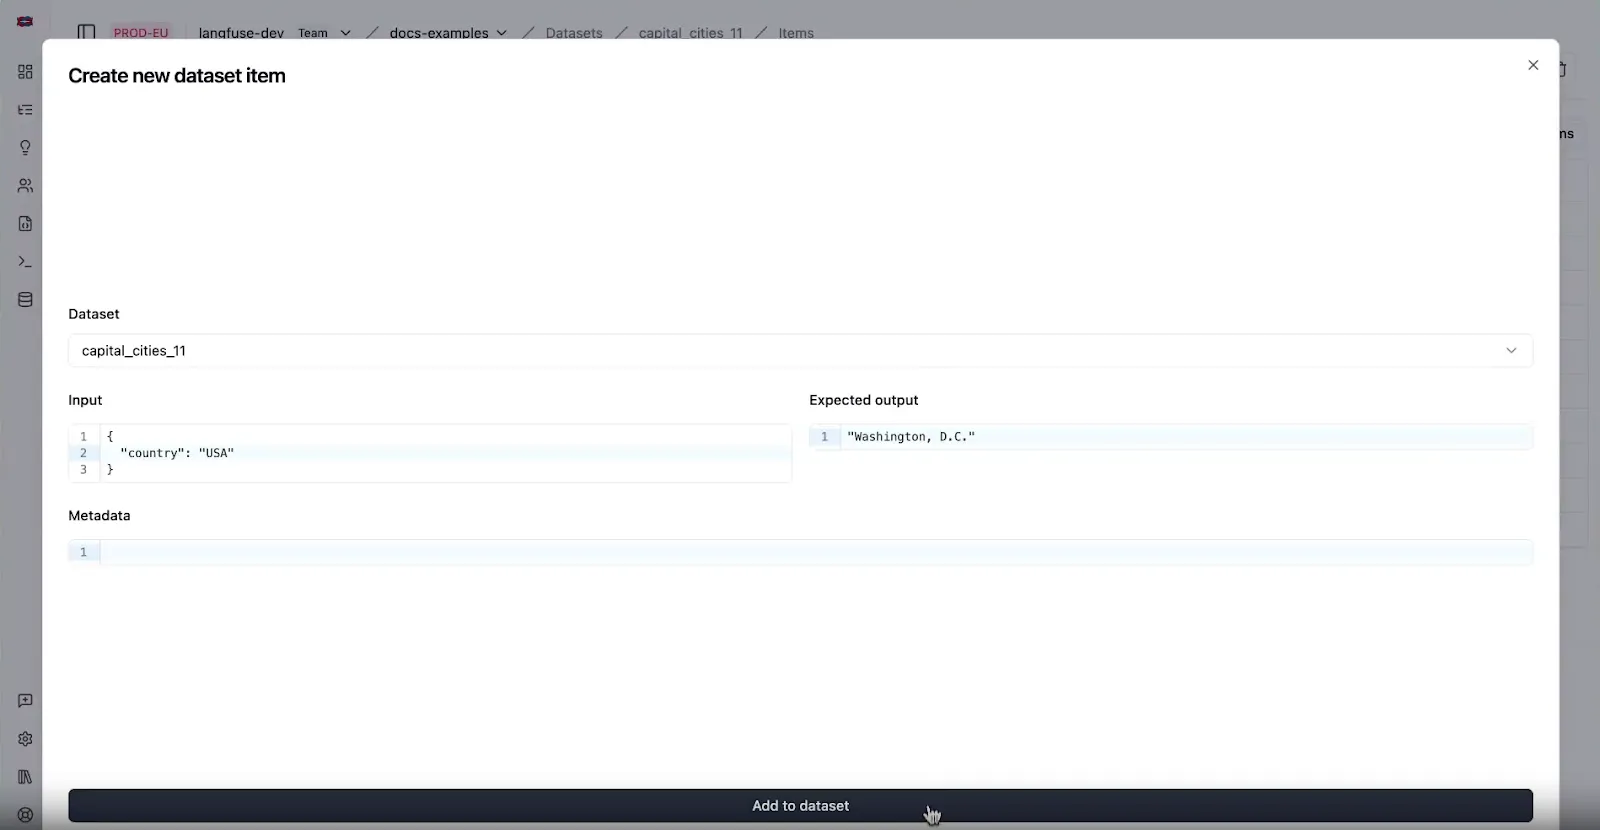 PROD-EU langfuse-dev Team / docs-examples / Datasets / capital_cities_11 / Items
Create new dataset item
Dataset
capital_cities_11
Input
Expected output
1 {
2 "country": "USA"
3 }
1 "Washington, D.C."
Metadata
1
Add to dataset